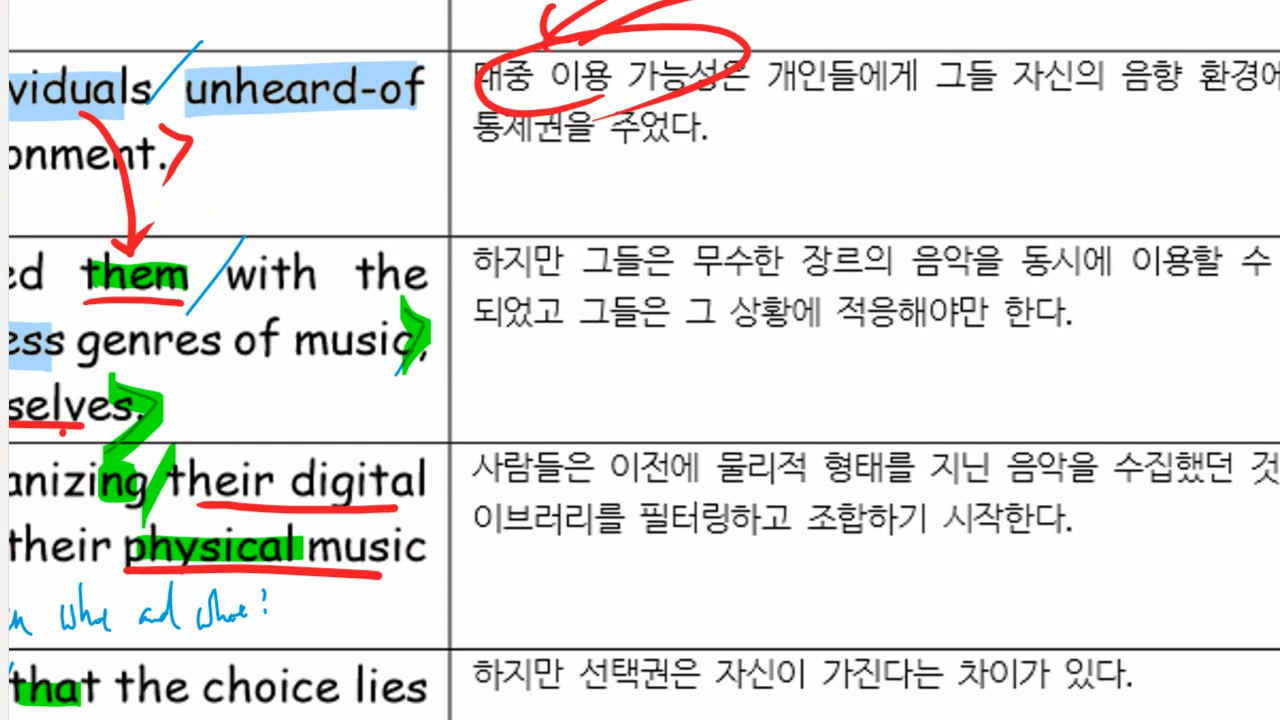 viduals unheard-of
onment.
대중 이용 가능성은 개인들에게 그들 자신의 음향 환경에
통제권을 주었다.
ed them with the
ess genres of music,
selves.
하지만 그들은 무수한 장르의 음악을 동시에 이용할 수
되었고 그들은 그 상황에 적응해야만 한다.
anizing their digital
their physical music
사람들은 이전에 물리적 형태를 지닌 음악을 수집했던 것
이브러리를 필터링하고 조합하기 시작한다.
and
that the choice lies
하지만 선택권은 자신이 가진다는 차이가 있다.